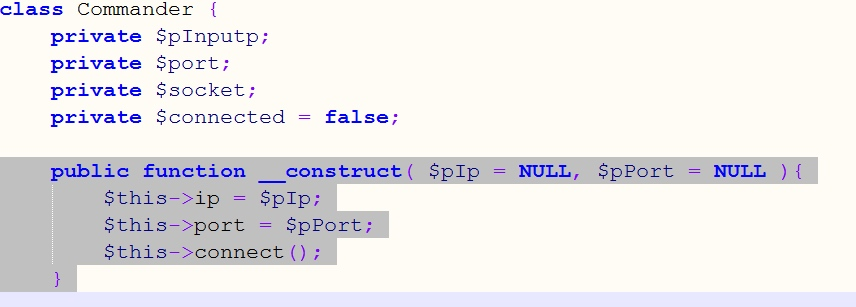 class Commander {
    private $pInputp;
    private $port;
    private $socket;
    private $connected = false;
    public function __construct( $pIp = NULL, $pPort = NULL ){
        $this->ip = $pIp;
        $this->port = $pPort;
        $this->connect();
    }